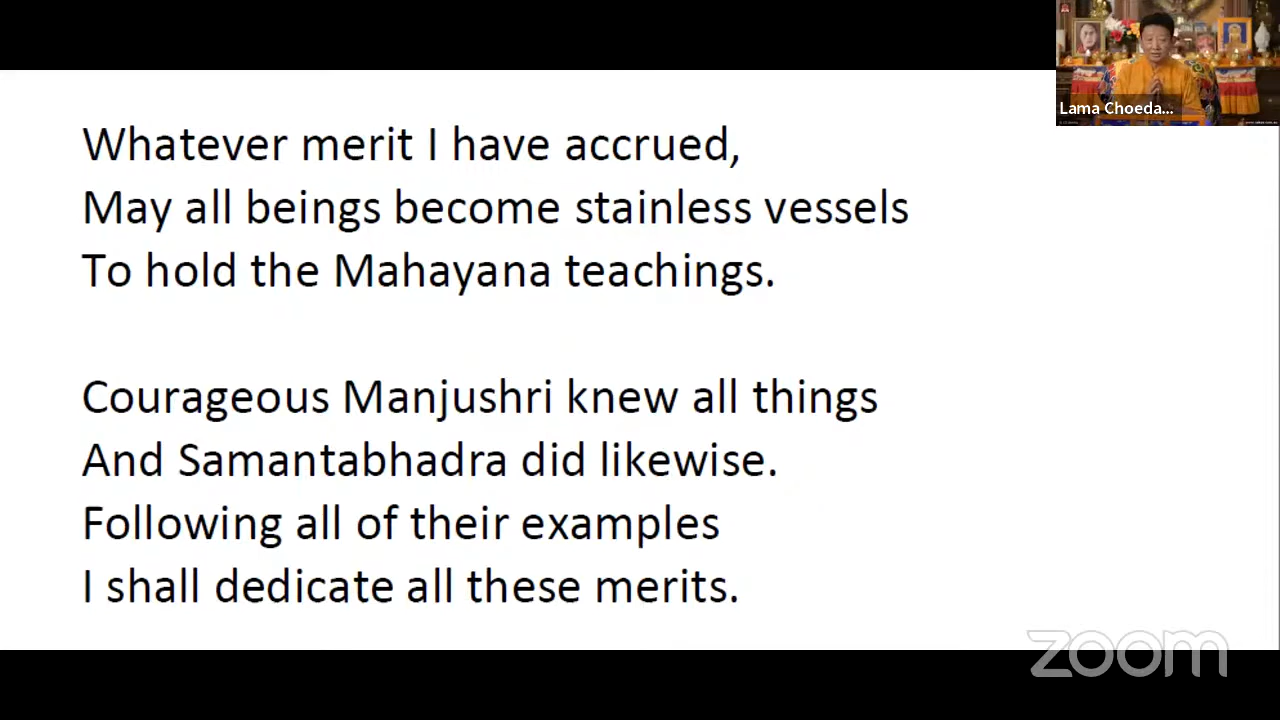 Whatever merit I have accrued,
May all beings become stainless vessels
To hold the Mahayana teachings.
Courageous Manjushri knew all things
And Samantabhadra did likewise.
Following all of their examples
I shall dedicate all these merits.
Lama Choeda...
zoom